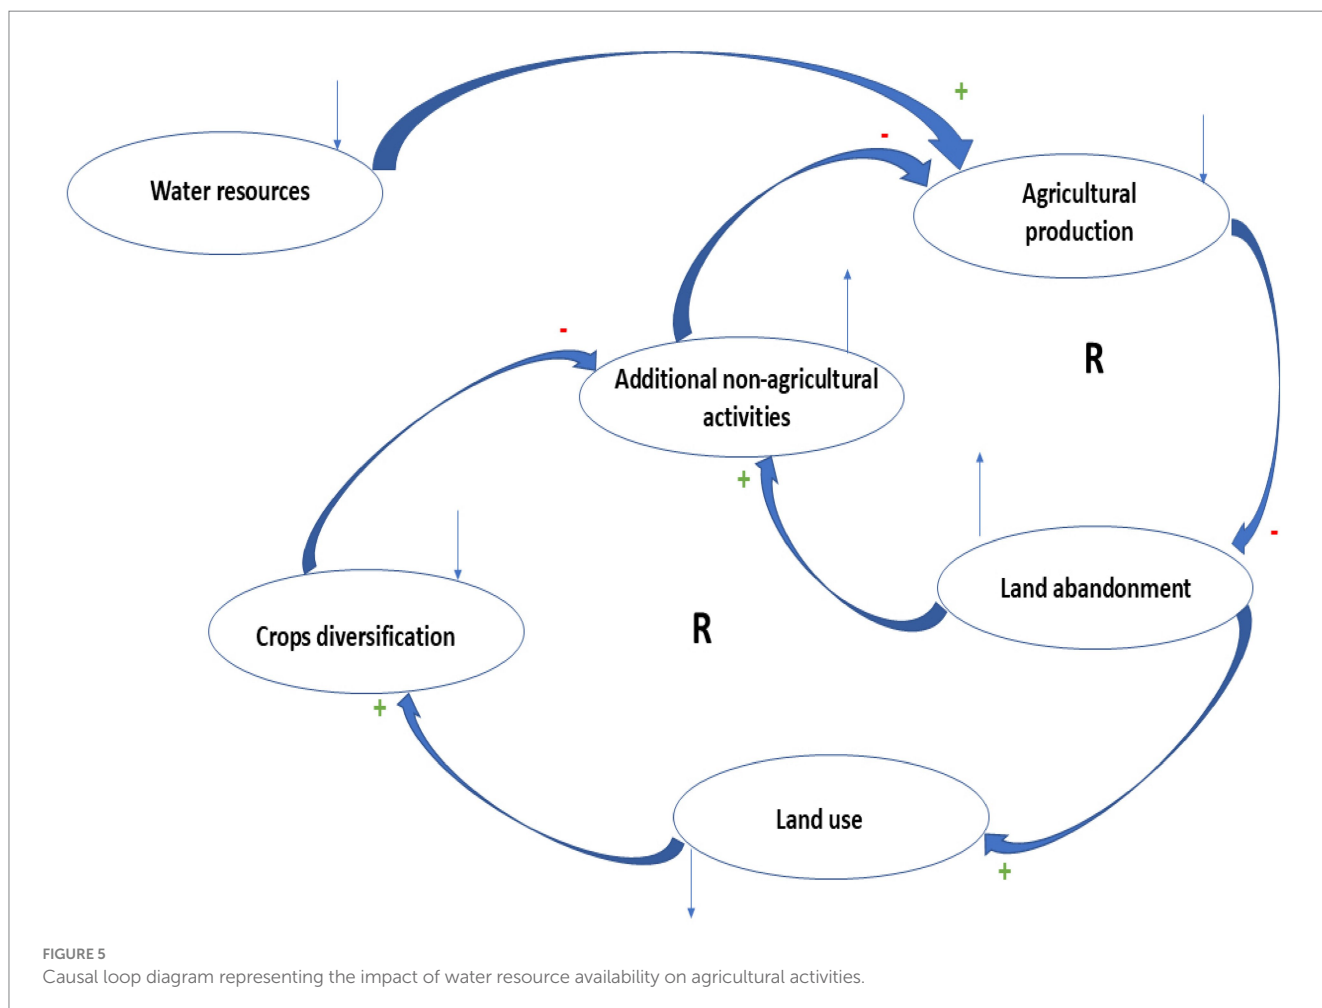 +
-
Water resources
Agricultural
production
-
R
Additional non-agricultural
activities
+
-
Land abandonment
Crops diversification
R
+
Land use
+
FIGURE 5
Causal loop diagram representing the impact of water resource availability on agricultural activities.